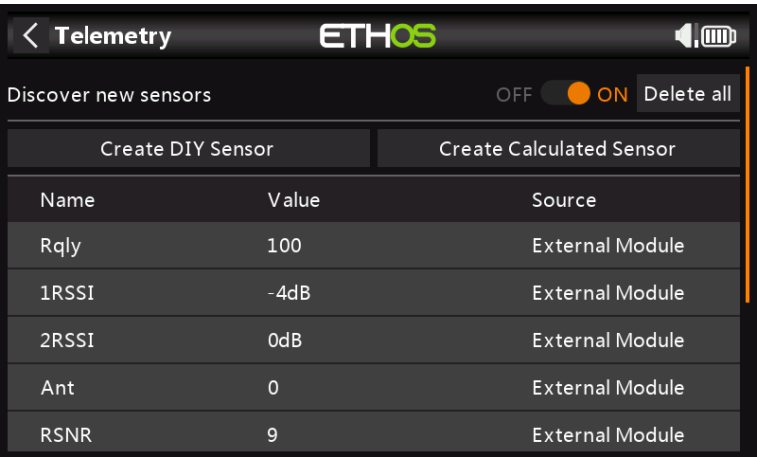 Telemetry ETHOS
Discover new sensors OFF ON Delete all
Create DIY Sensor Create Calculated Sensor
Name Value Source
Rqly 100 External Module
1RSSI -4dB External Module
2RSSI 0dB External Module
Ant 0 External Module
RSNR 9 External Module